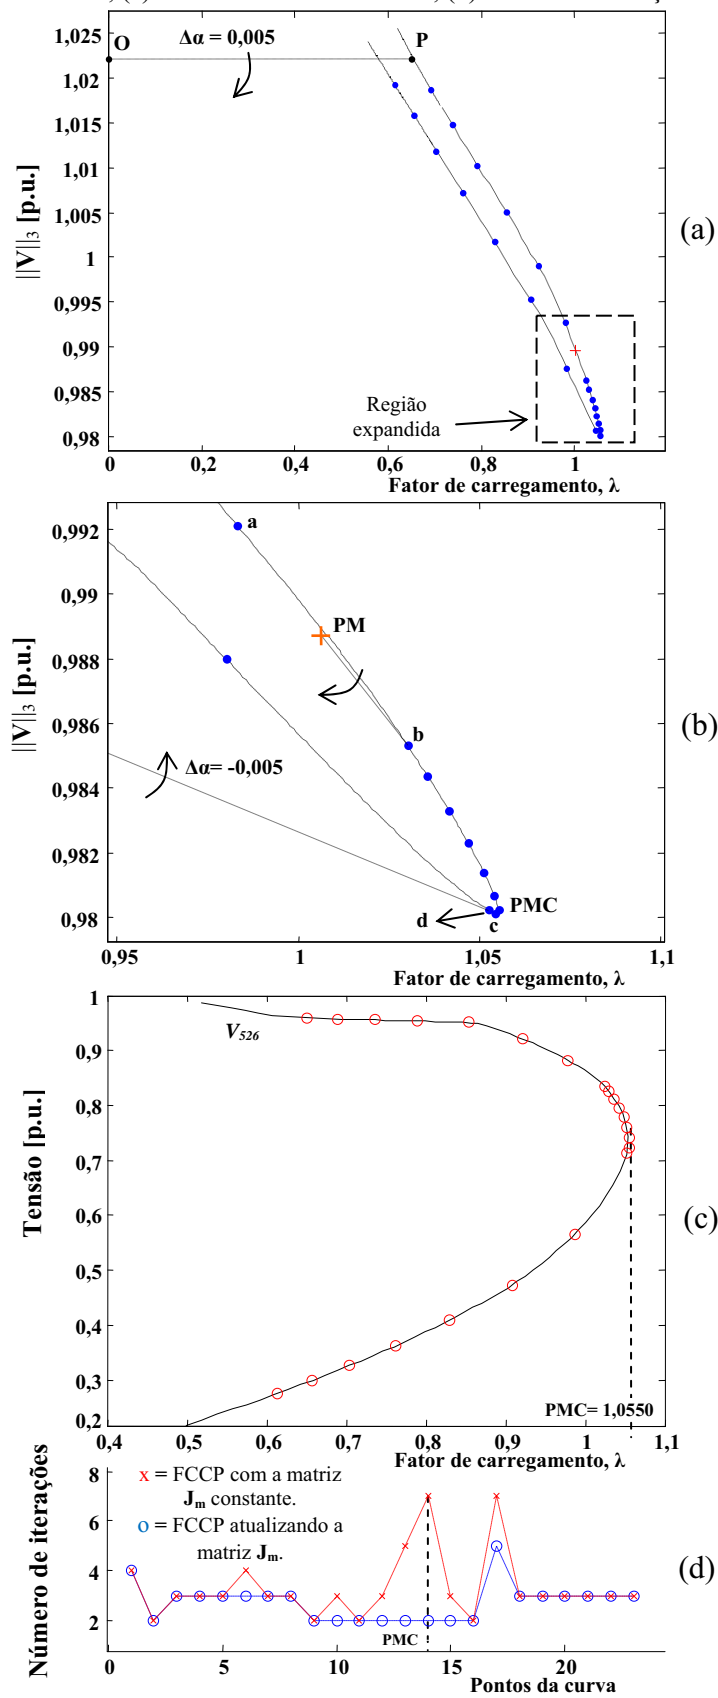 1,025
O
Δα = 0,005
P
1,02
1,015
1,01
1,005
1
0,995
0,99
0,985
0,98
||V||₃ [p.u.]
(a)
Região
expandida
0
0,2
0,4
0,6
0,8
1
Fator de carregamento, λ
0,992
0,99
0,988
0,986
0,984
0,982
0,98
||V||₃ [p.u.]
a
PM
b
Δα= -0,005
PMC
d
c
(b)
0,95
1
1,05
1,1
Fator de carregamento, λ
1
0,9
0,8
0,7
0,6
0,5
0,4
0,3
0,2
Tensão [p.u.]
V₅₂₆
(c)
PMC= 1,0550
0,4
0,5
0,6
0,7
0,8
0,9
1
1,1
Fator de carregamento, λ
8
6
4
2
Número de iterações
x = FCCP com a matriz
Jₘ constante.
o = FCCP atualizando a
matriz Jₘ.
PMC
(d)
0
5
10
15
20
Pontos da curva